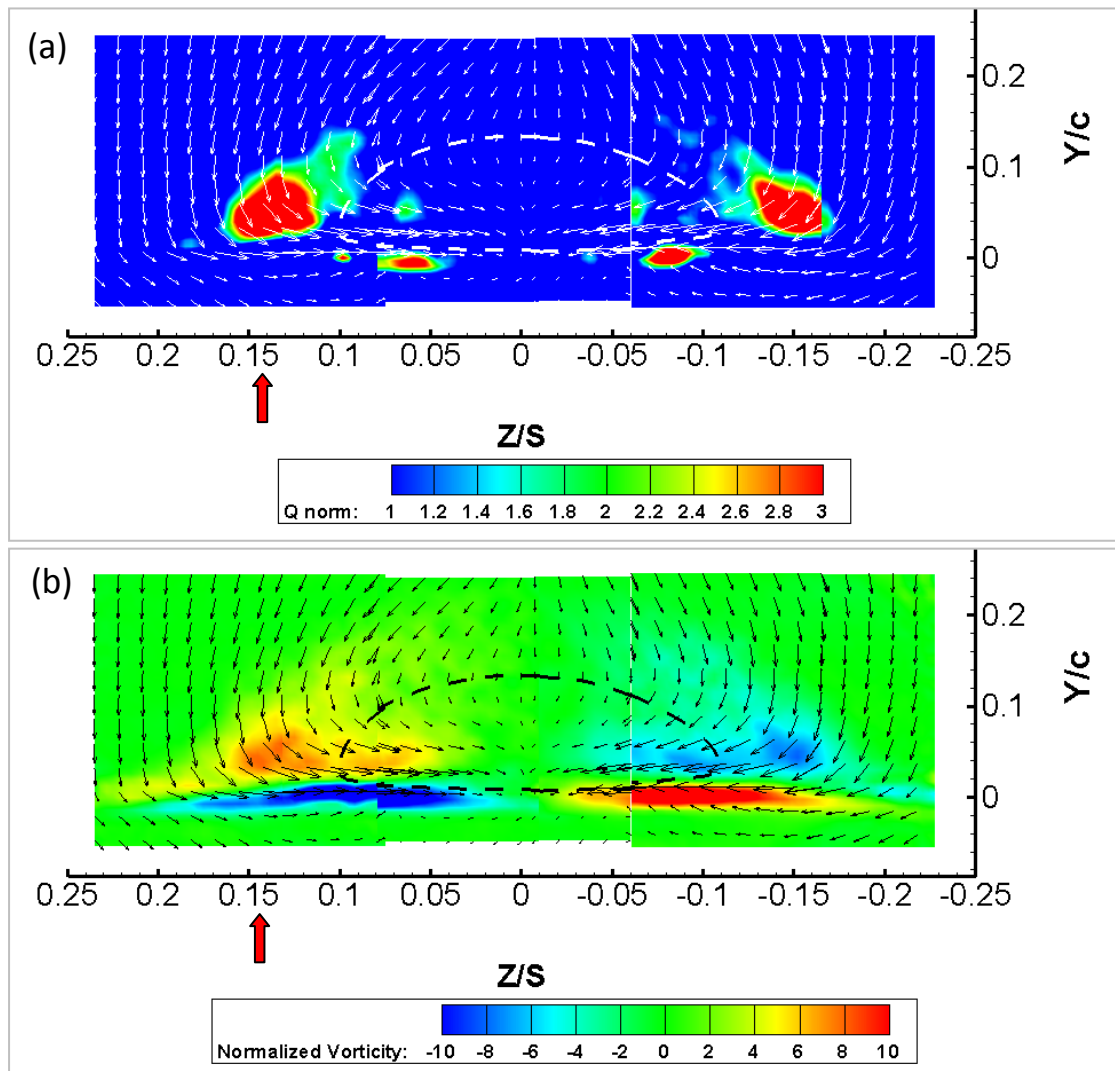 (a)
0.2
0.1
0
Y/c
0.25 0.2 0.15 0.1 0.05 0 -0.05 -0.1 -0.15 -0.2 -0.25
Z/S
Q norm: 1 1.2 1.4 1.6 1.8 2 2.2 2.4 2.6 2.8 3
(b)
0.2
0.1
0
Y/c
0.25 0.2 0.15 0.1 0.05 0 -0.05 -0.1 -0.15 -0.2 -0.25
Z/S
Normalized Vorticity: -10 -8 -6 -4 -2 0 2 4 6 8 10